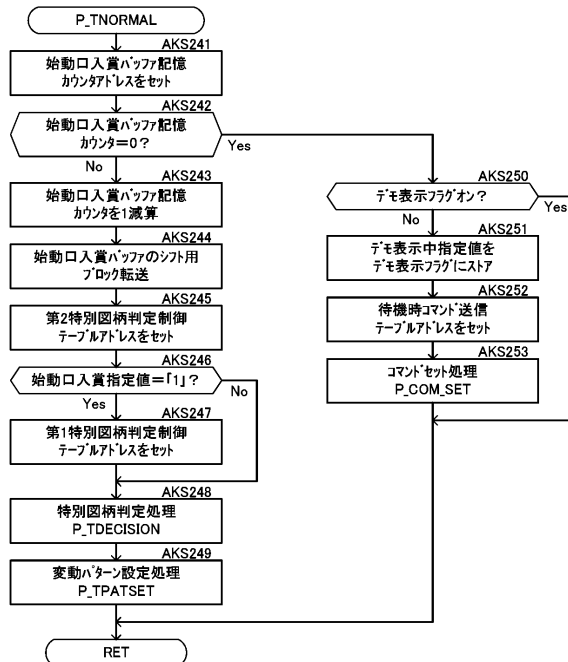 P_TNORMAL
AKS241
始動口入賞バッファ記憶
カウンタアドレスをセット
AKS242
始動口入賞バッファ記憶
カウンタ=0?
Yes
No
AKS243
始動口入賞バッファ記憶
カウンタを1減算
AKS244
始動口入賞バッファのシフト用
ブロック転送
AKS245
第2特別図柄判定制御
テーブルアドレスをセット
AKS246
始動口入賞指定値=「1」?
No
Yes
AKS247
第1特別図柄判定制御
テーブルアドレスをセット
AKS248
特別図柄判定処理
P_TDECISION
AKS249
変動パターン設定処理
P_TPATSET
RET
AKS250
デモ表示フラグオン?
Yes
No
AKS251
デモ表示中指定値を
デモ表示フラグにストア
AKS252
待機時コマンド送信
テーブルアドレスをセット
AKS253
コマンドセット処理
P_COM_SET